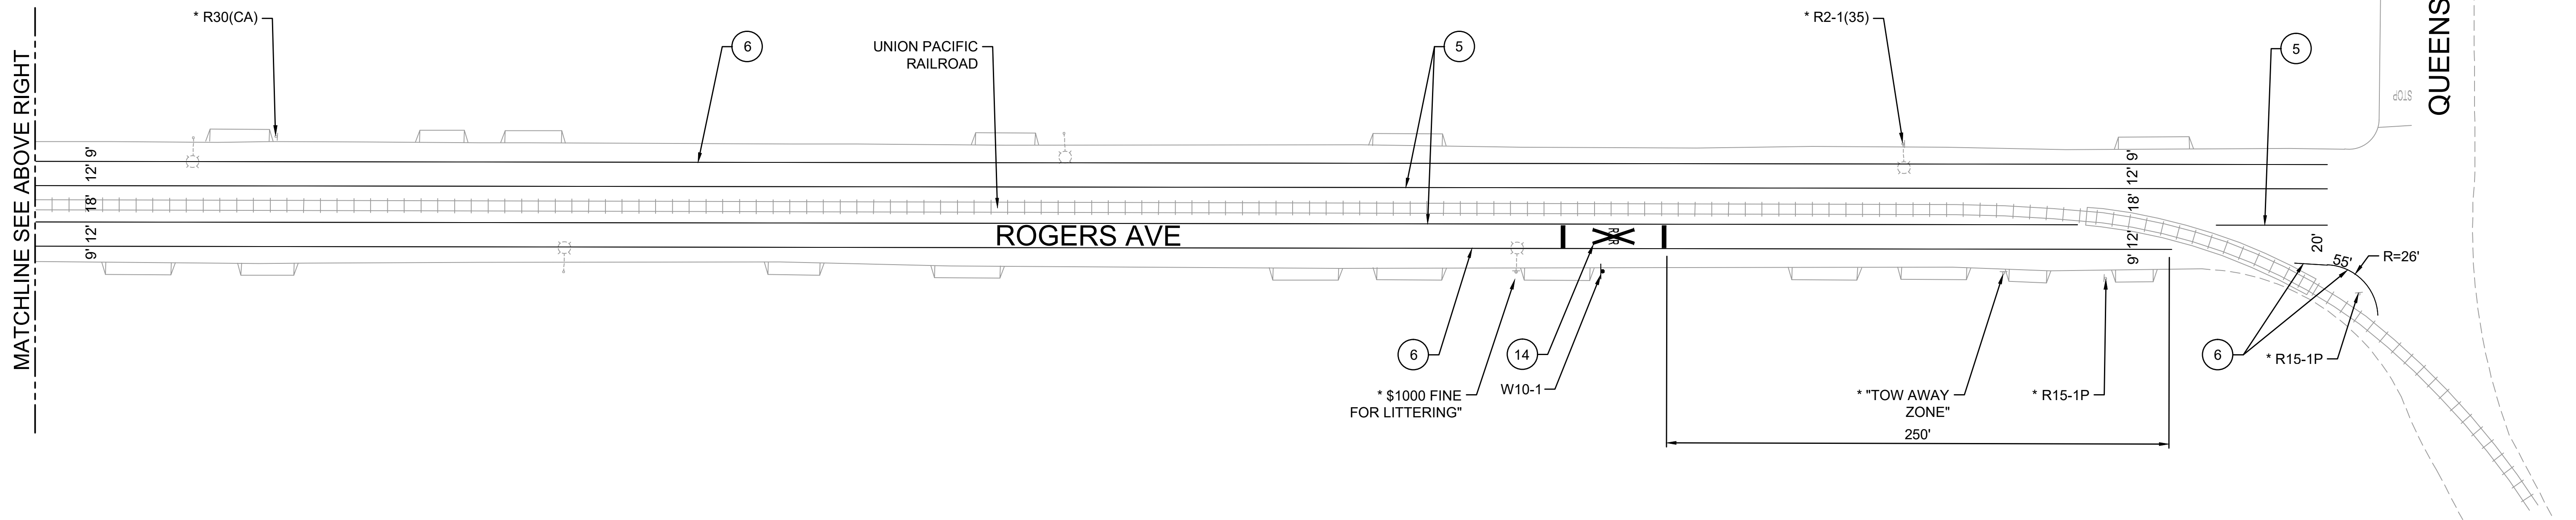 * R30(CA)
6
UNION PACIFIC
RAILROAD
5
* R2-1(35)
5
QUEENS
STOP
MATCHLINE SEE ABOVE RIGHT
9'
12'
18'
12'
9'
ROGERS AVE
RXR
9'
12'
18'
12'
9'
20'
55'
R=26'
6
14
6
* R15-1P
W10-1
* $1000 FINE
FOR LITTERING"
* "TOW AWAY
ZONE"
* R15-1P
250'